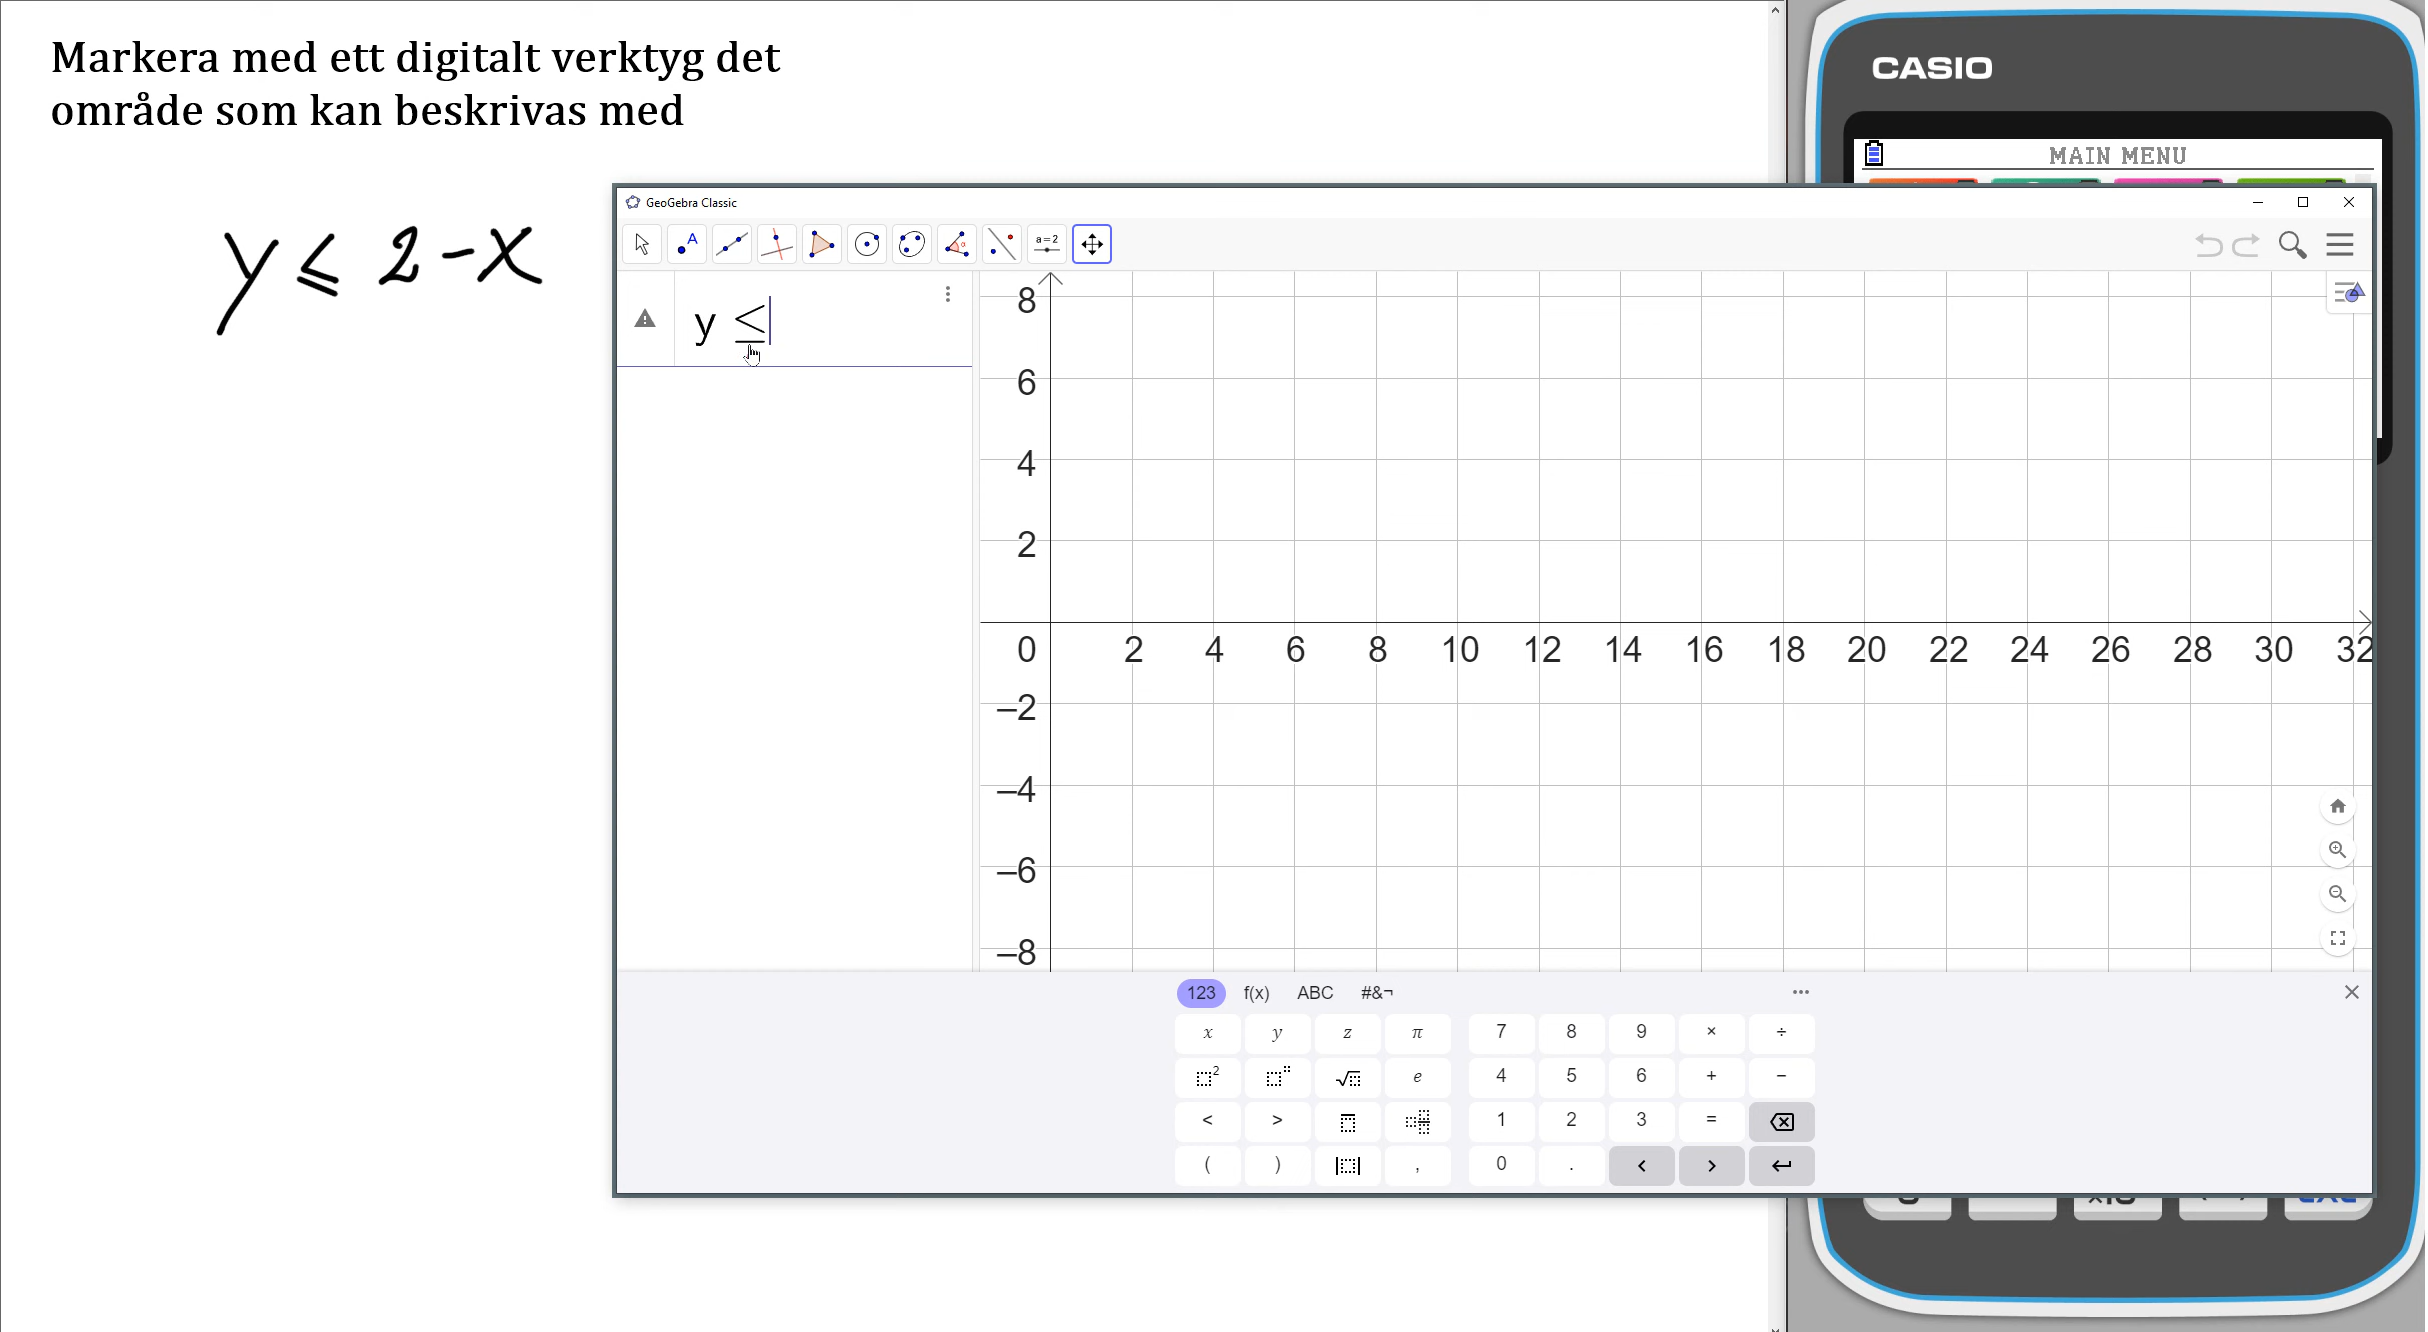 Markera med ett digitalt verktyg det
område som kan beskrivas med
y ≤ 2 - x
CASIO
MAIN MENU
GeoGebra Classic
A
α
a=2
y ≤
8
6
4
2
0 2 4 6 8 10 12 14 16 18 20 22 24 26 28 30 32
−2
−4
−6
−8
123 f(x) ABC #&¬ ...
x y z π 7 8 9 × ÷
2 √ e 4 5 6 + −
< > 1 2 3 =
( ) , 0 . < >